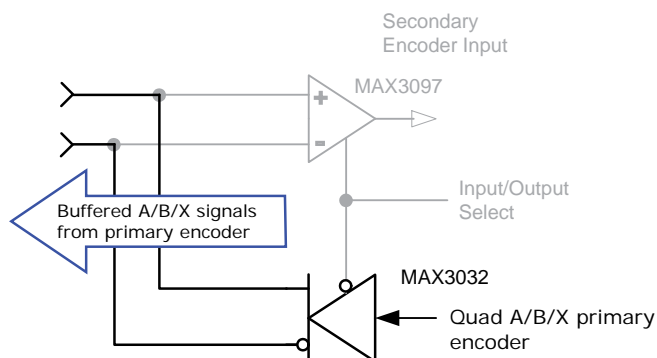 Secondary
Encoder Input
MAX3097
+
-
Input/Output
Select
Buffered A/B/X signals
from primary encoder
MAX3032
Quad A/B/X primary
encoder